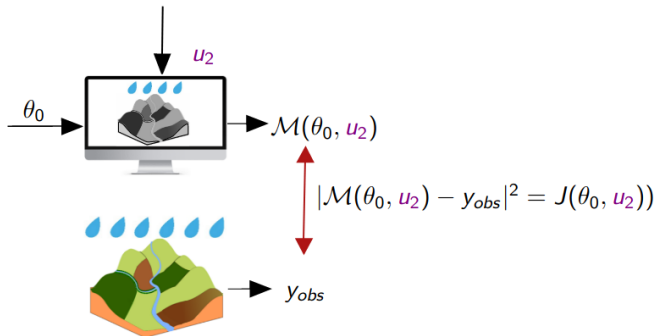 u₂
θ₀
ℳ(θ₀, u₂)
|ℳ(θ₀, u₂) − y_obs|² = J(θ₀, u₂))
y_obs